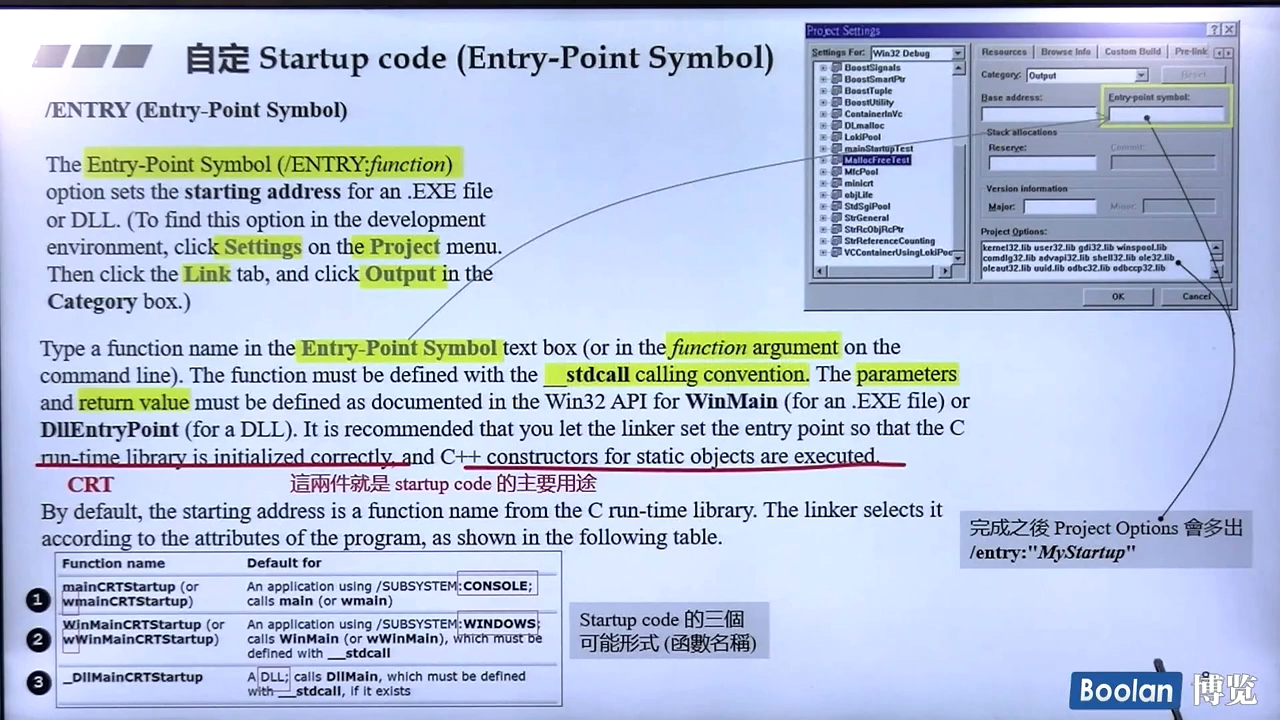 自定 Startup code (Entry-Point Symbol)
/ENTRY (Entry-Point Symbol)
The Entry-Point Symbol (/ENTRY:function)
option sets the starting address for an .EXE file
or DLL. (To find this option in the development
environment, click Settings on the Project menu.
Then click the Link tab, and click Output in the
Category box.)
Project Settings
Settings For: Win32 Debug
BoostSignals
BoostSmartPtr
BoostTuple
BoostUtility
ContainerInVc
DLmalloc
LokiPool
mainStartupTest
MallocFreeTest
MfcPool
minicrt
objLife
StdSgiPool
StrGeneral
StrRcObjRcPtr
StrReferenceCounting
VCContainerUsingLokiPoo
Resources Browse Info Custom Build Pre-link
Category: Output Reset
Base address: Entry-point symbol:
Stack allocations
Reserve: Commit:
Version information
Major: Minor:
Project Options:
kernel32.lib user32.lib gdi32.lib winspool.lib
comdlg32.lib advapi32.lib shell32.lib ole32.lib
oleaut32.lib uuid.lib odbc32.lib odbccp32.lib
OK Cancel
Type a function name in the Entry-Point Symbol text box (or in the function argument on the
command line). The function must be defined with the __stdcall calling convention. The parameters
and return value must be defined as documented in the Win32 API for WinMain (for an .EXE file) or
DllEntryPoint (for a DLL). It is recommended that you let the linker set the entry point so that the C
run-time library is initialized correctly, and C++ constructors for static objects are executed.
CRT 這兩件就是 startup code 的主要用途
By default, the starting address is a function name from the C run-time library. The linker selects it
according to the attributes of the program, as shown in the following table.
完成之後 Project Options 會多出
/entry:"MyStartup"
Function name Default for
1 mainCRTStartup (or An application using /SUBSYSTEM:CONSOLE;
wmainCRTStartup) calls main (or wmain)
2 WinMainCRTStartup (or An application using /SUBSYSTEM:WINDOWS;
wWinMainCRTStartup) calls WinMain (or wWinMain), which must be
defined with __stdcall
3 _DllMainCRTStartup A DLL; calls DllMain, which must be defined
with __stdcall, if it exists
Startup code 的三個
可能形式 (函數名稱)
Boolan 博览